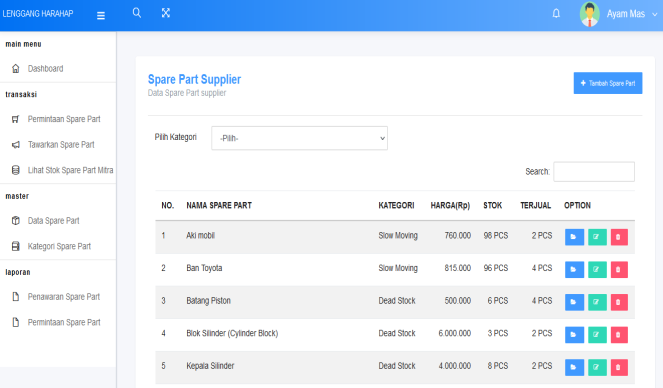 LENGGANG HARAHAP
Ayam Mas
main menu
Dashboard
transaksi
Permintaan Spare Part
Tawarkan Spare Part
Lihat Stok Spare Part Mitra
master
Data Spare Part
Kategori Spare Part
laporan
Penawaran Spare Part
Permintaan Spare Part
Spare Part Supplier
Data Spare Part supplier
+ Tambah Spare Part
Pilih Kategori -Pilih-
Search:
NO. NAMA SPARE PART KATEGORI HARGA(Rp) STOK TERJUAL OPTION
1 Aki mobil Slow Moving 760.000 98 PCS 2 PCS
2 Ban Toyota Slow Moving 815.000 96 PCS 4 PCS
3 Batang Piston Dead Stock 500.000 6 PCS 4 PCS
4 Blok Silinder (Cylinder Block) Dead Stock 6.000.000 3 PCS 2 PCS
5 Kepala Silinder Dead Stock 4.000.000 8 PCS 2 PCS